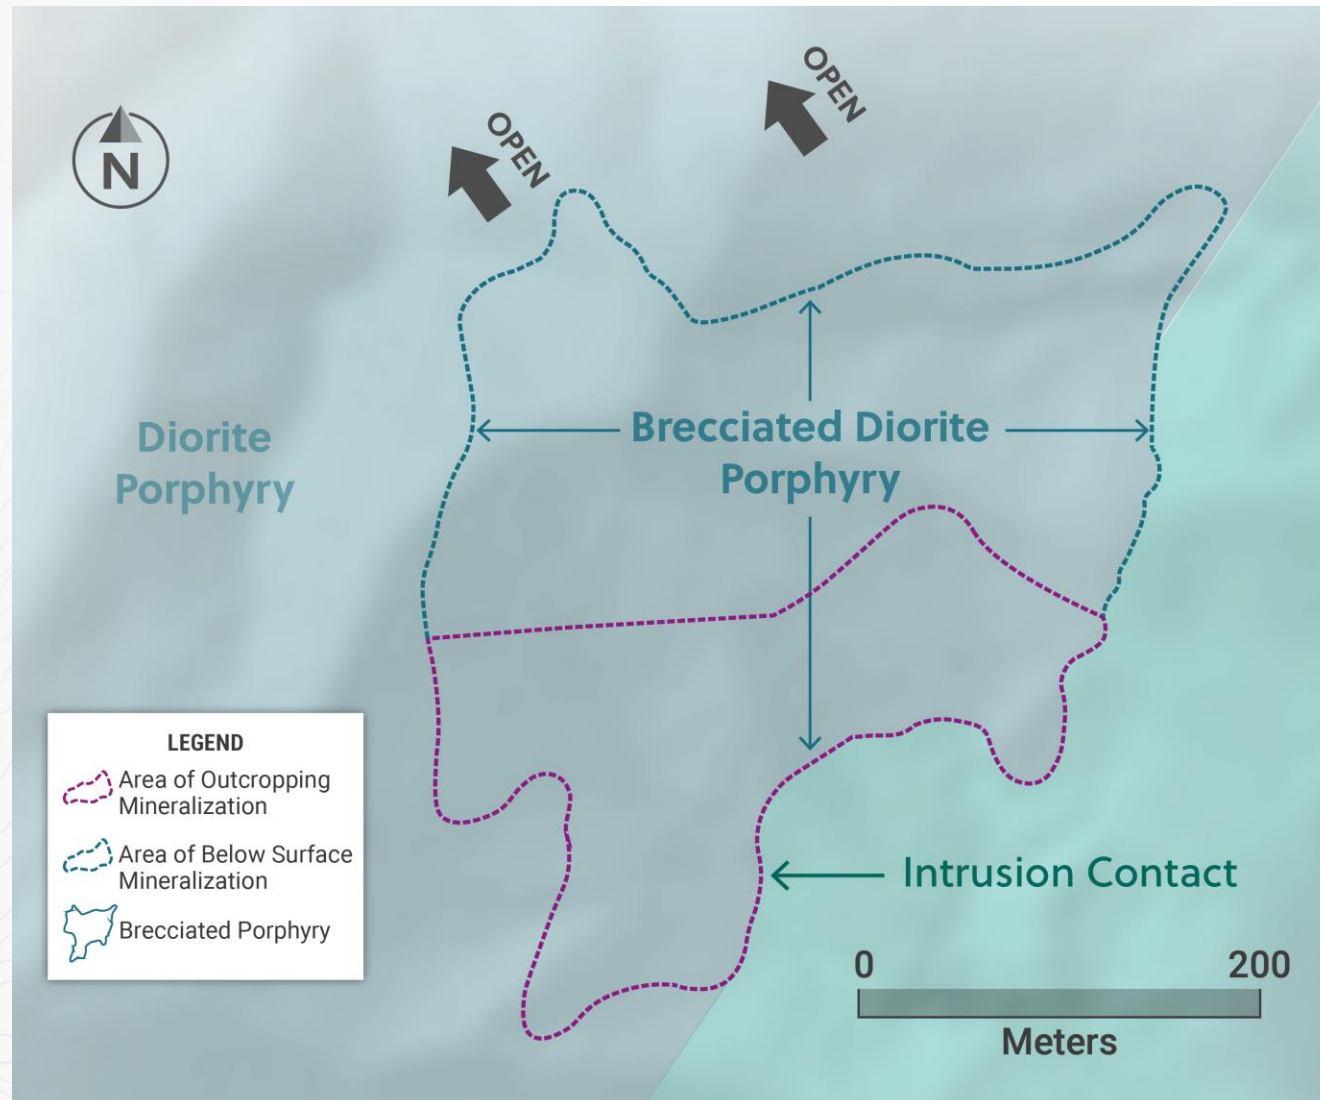 OPEN
OPEN
N
Diorite
Porphyry
Brecciated Diorite
Porphyry
LEGEND
Area of Outcropping
Mineralization
Area of Below Surface
Mineralization
Brecciated Porphyry
Intrusion Contact
0 200
Meters